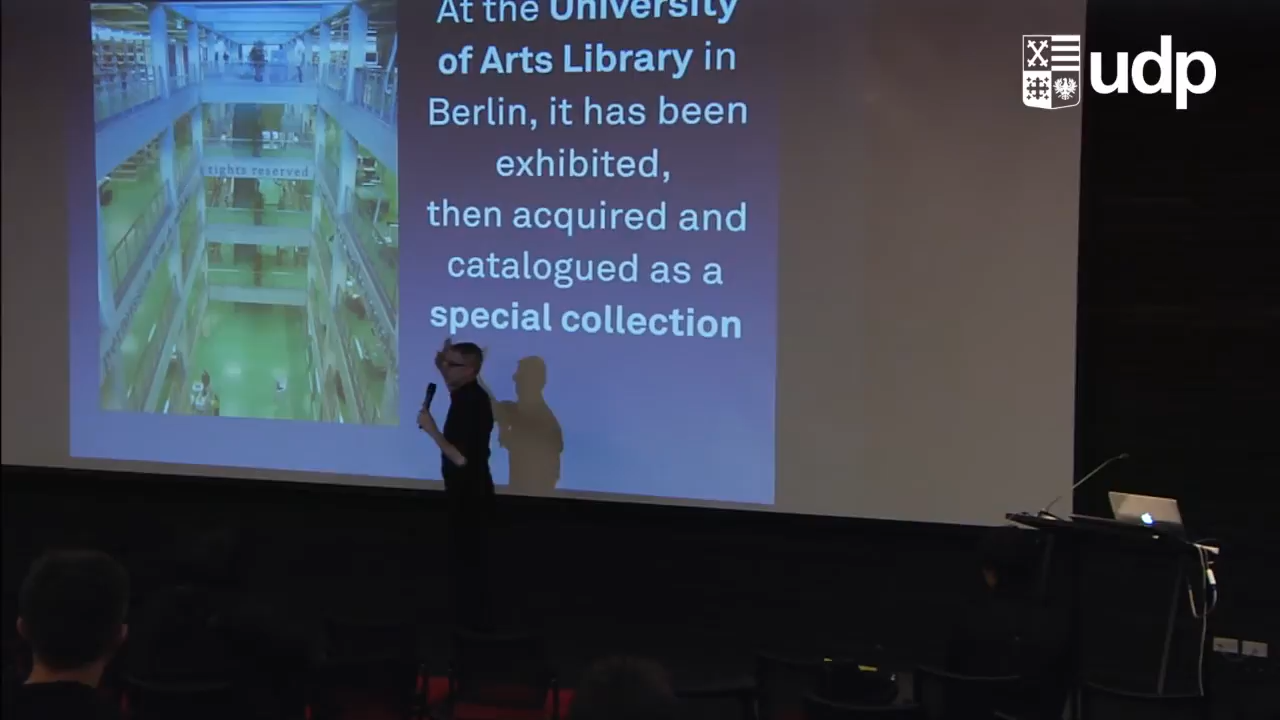 At the University
of Arts Library in
Berlin, it has been
exhibited,
then acquired and
catalogued as a
special collection
rights reserved
udp